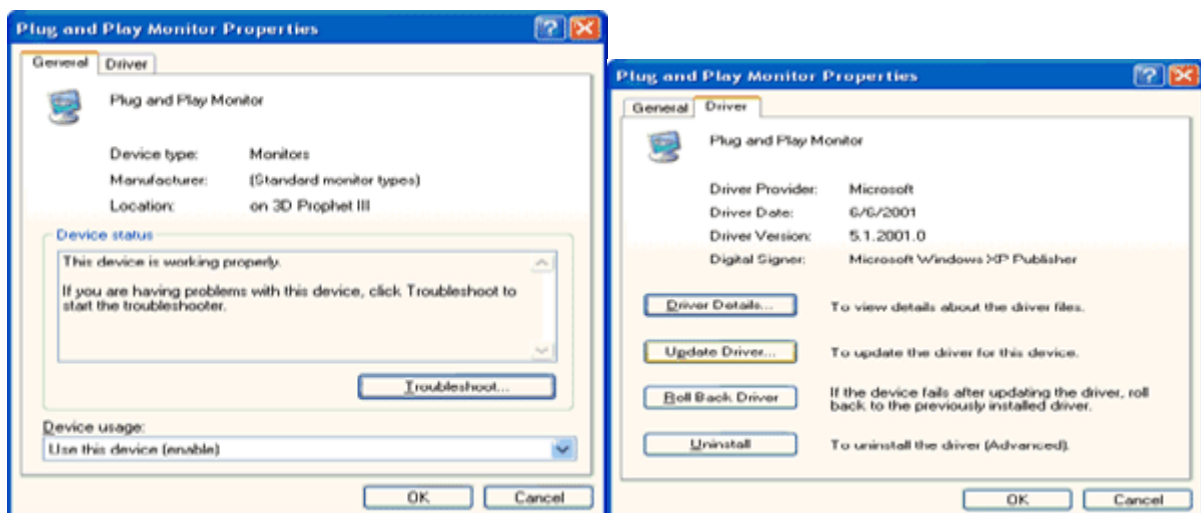 Plug and Play Monitor Properties
General Driver
Plug and Play Monitor
Device type: Monitors
Manufacturer: (Standard monitor types)
Location: on 3D Prophet III
Device status
This device is working properly.
If you are having problems with this device, click Troubleshoot to
start the troubleshooter.
Troubleshoot...
Device usage:
Use this device (enable)
OK Cancel
Plug and Play Monitor Properties
General Driver
Plug and Play Monitor
Driver Provider: Microsoft
Driver Date: 6/6/2001
Driver Version: 5.1.2001.0
Digital Signer: Microsoft Windows XP Publisher
Driver Details... To view details about the driver files.
Update Driver... To update the driver for this device.
Roll Back Driver If the device fails after updating the driver, roll
back to the previously installed driver.
Uninstall To uninstall the driver (Advanced).
OK Cancel